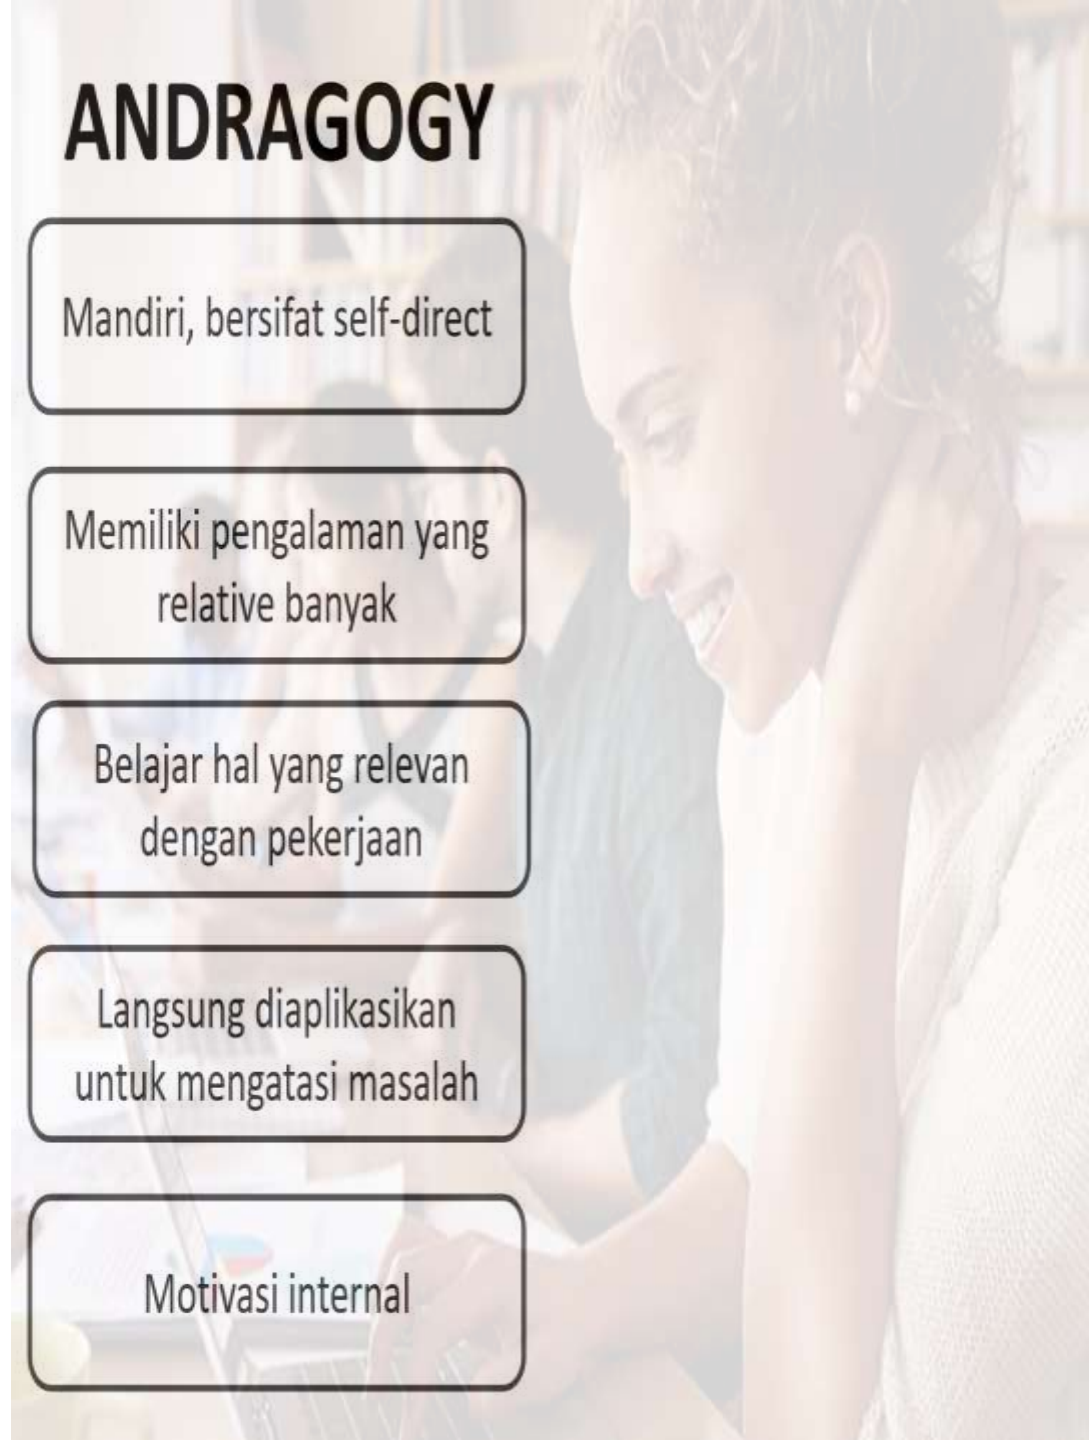 ANDRAGOGY
Mandiri, bersifat self-direct
Memiliki pengalaman yang
relative banyak
Belajar hal yang relevan
dengan pekerjaan
Langsung diaplikasikan
untuk mengatasi masalah
Motivasi internal